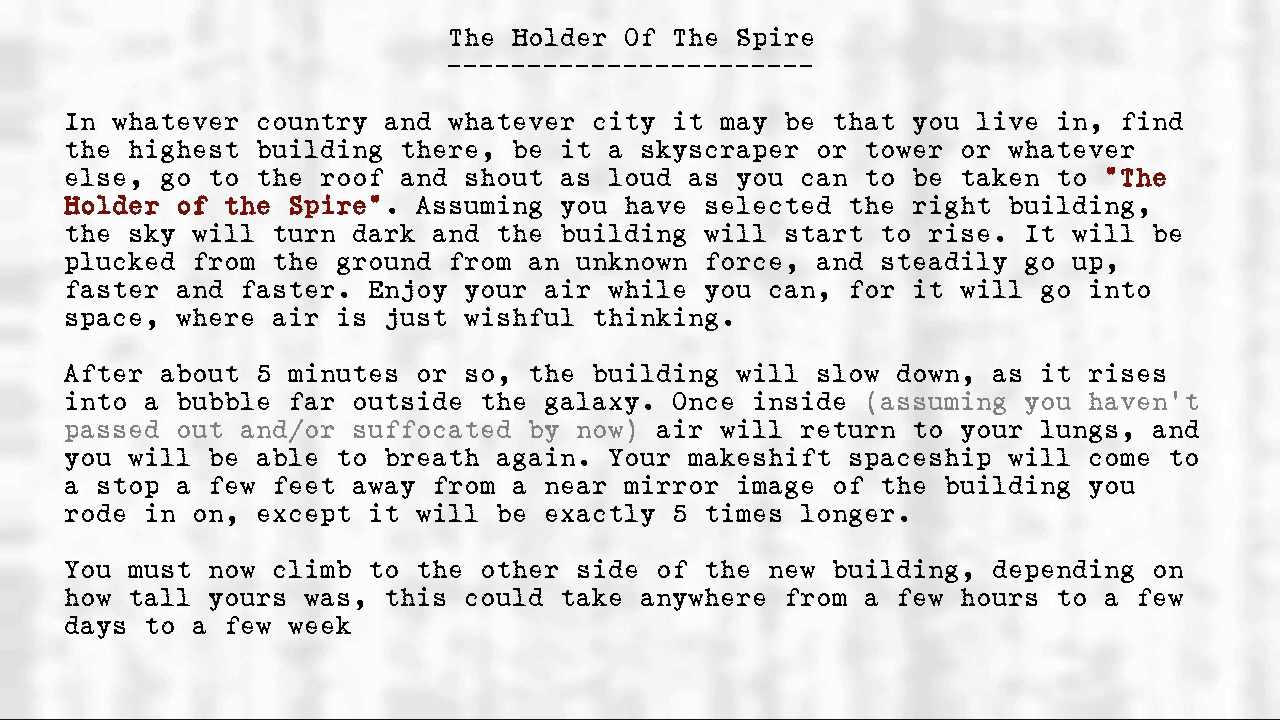 The Holder Of The Spire
-----------------------
In whatever country and whatever city it may be that you live in, find
the highest building there, be it a skyscraper or tower or whatever
else, go to the roof and shout as loud as you can to be taken to "The
Holder of the Spire". Assuming you have selected the right building,
the sky will turn dark and the building will start to rise. It will be
plucked from the ground from an unknown force, and steadily go up,
faster and faster. Enjoy your air while you can, for it will go into
space, where air is just wishful thinking.
After about 5 minutes or so, the building will slow down, as it rises
into a bubble far outside the galaxy. Once inside (assuming you haven't
passed out and/or suffocated by now) air will return to your lungs, and
you will be able to breath again. Your makeshift spaceship will come to
a stop a few feet away from a near mirror image of the building you
rode in on, except it will be exactly 5 times longer.
You must now climb to the other side of the new building, depending on
how tall yours was, this could take anywhere from a few hours to a few
days to a few week